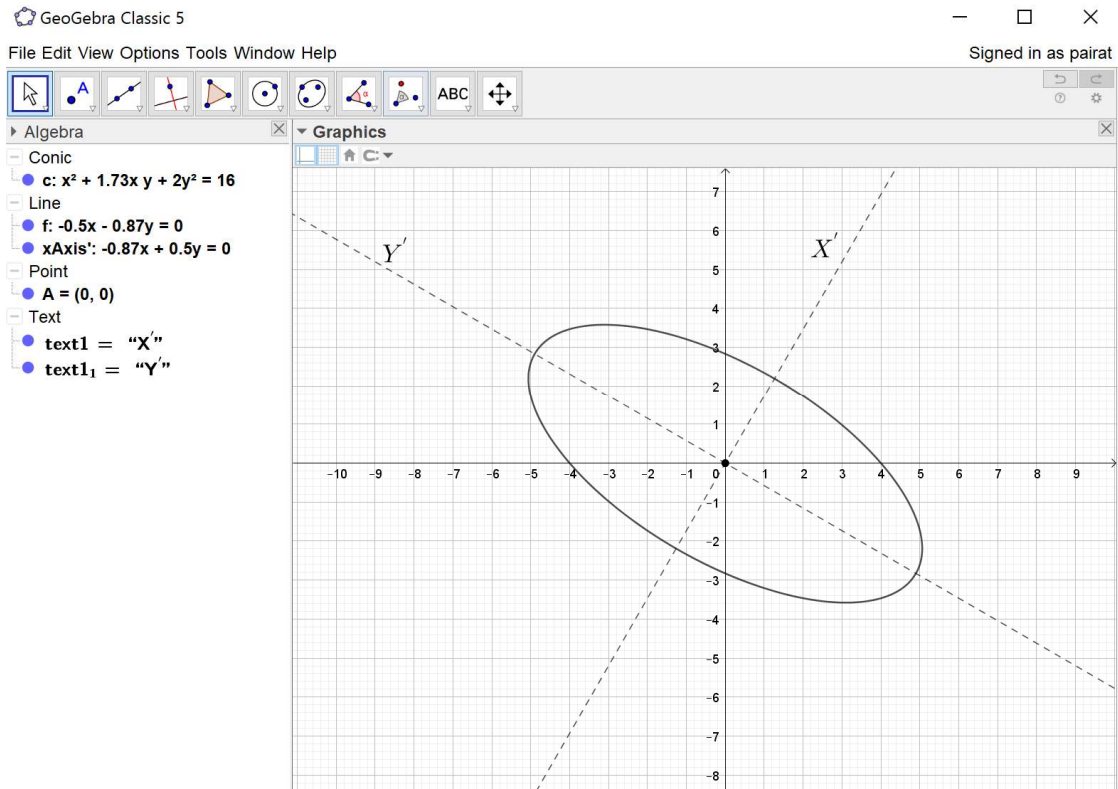 GeoGebra Classic 5
File Edit View Options Tools Window Help
Signed in as pairat
A
α
α
ABC
Algebra
Graphics
Conic
c: x² + 1.73x y + 2y² = 16
Line
f: -0.5x - 0.87y = 0
xAxis': -0.87x + 0.5y = 0
Point
A = (0, 0)
Text
text1 = “X′”
text1₁ = “Y′”
Y′
X′
7
6
5
4
3
2
1
-10 -9 -8 -7 -6 -5 -4 -3 -2 -1 0 1 2 3 4 5 6 7 8 9
-1
-2
-3
-4
-5
-6
-7
-8